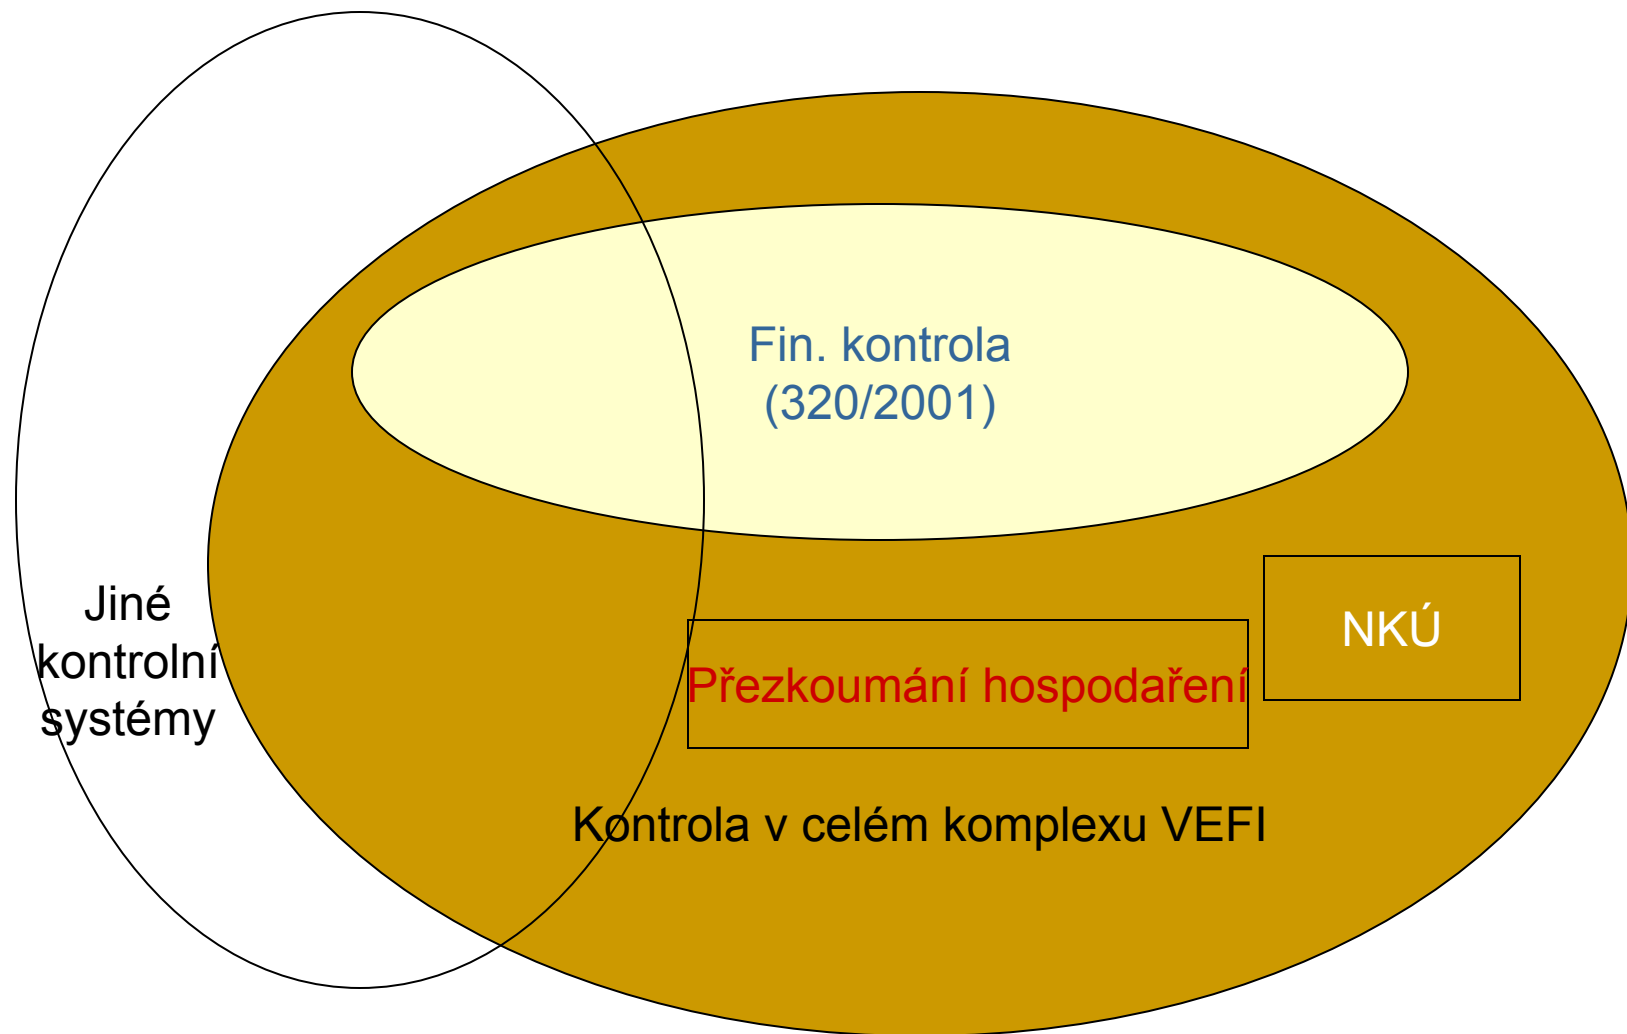 Fin. kontrola
(320/2001)
Jiné
kontrolní
systémy
NKÚ
Přezkoumání hospodaření
Kontrola v celém komplexu VEFI